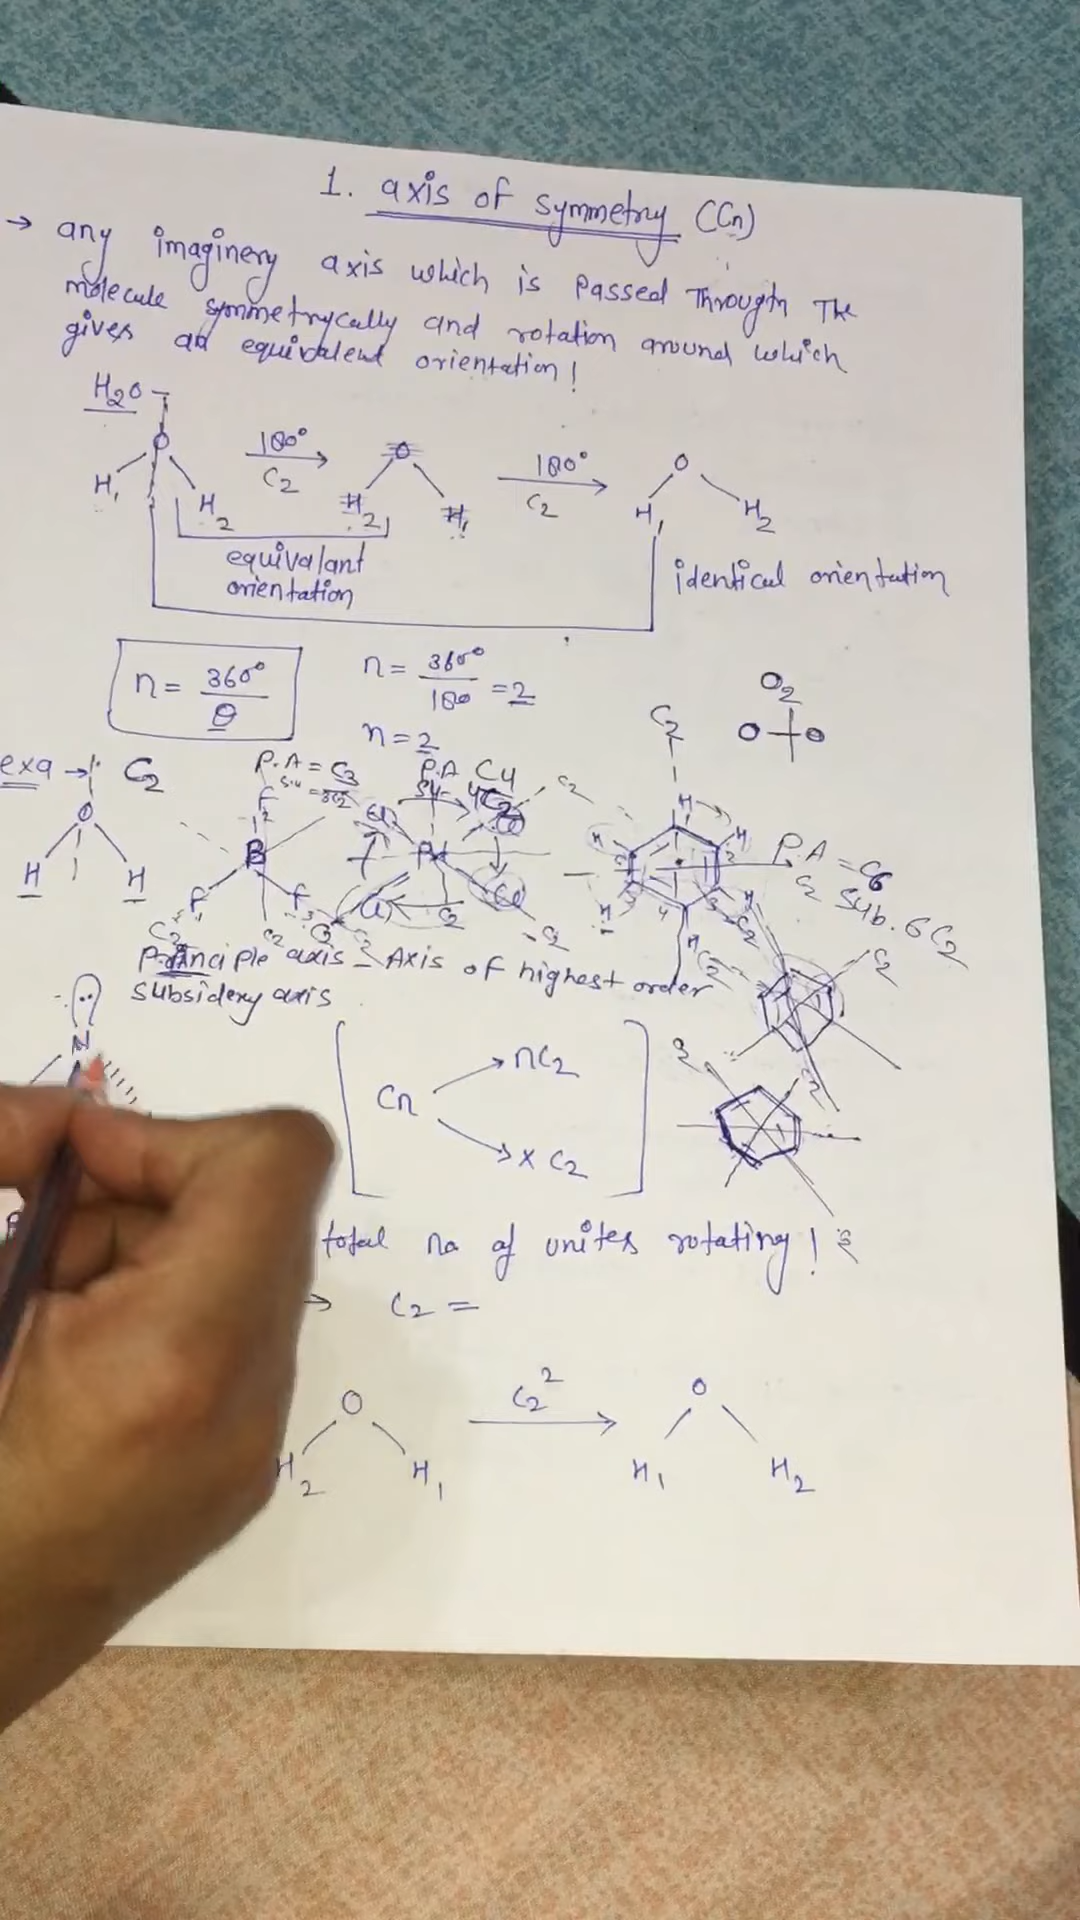 1. axis of symmetry (Cn)
→ any imaginery axis which is passed through the
molecule symmetrycally and rotation around which
gives an equivalent orientation!
H2O
O
H1 H2
180°
C2
O
H2 H1
180°
C2
O
H1 H2
equivalant
orientation
identical orientation
n = 360°/θ
n = 360°/180 = 2
n = 2
O2
O O
exa → C2
O
H H
P.A = C3
B
F F F
P.A C4
C2
C2
P.A = C6
Sub. 6C2
C2
Principle axis = Axis of highest order
Subsidery axis
N
Cn → nC2
→ x C2
total no of unites rotating!
→ C2 =
O
H2 H1
C2^2
O
H1 H2